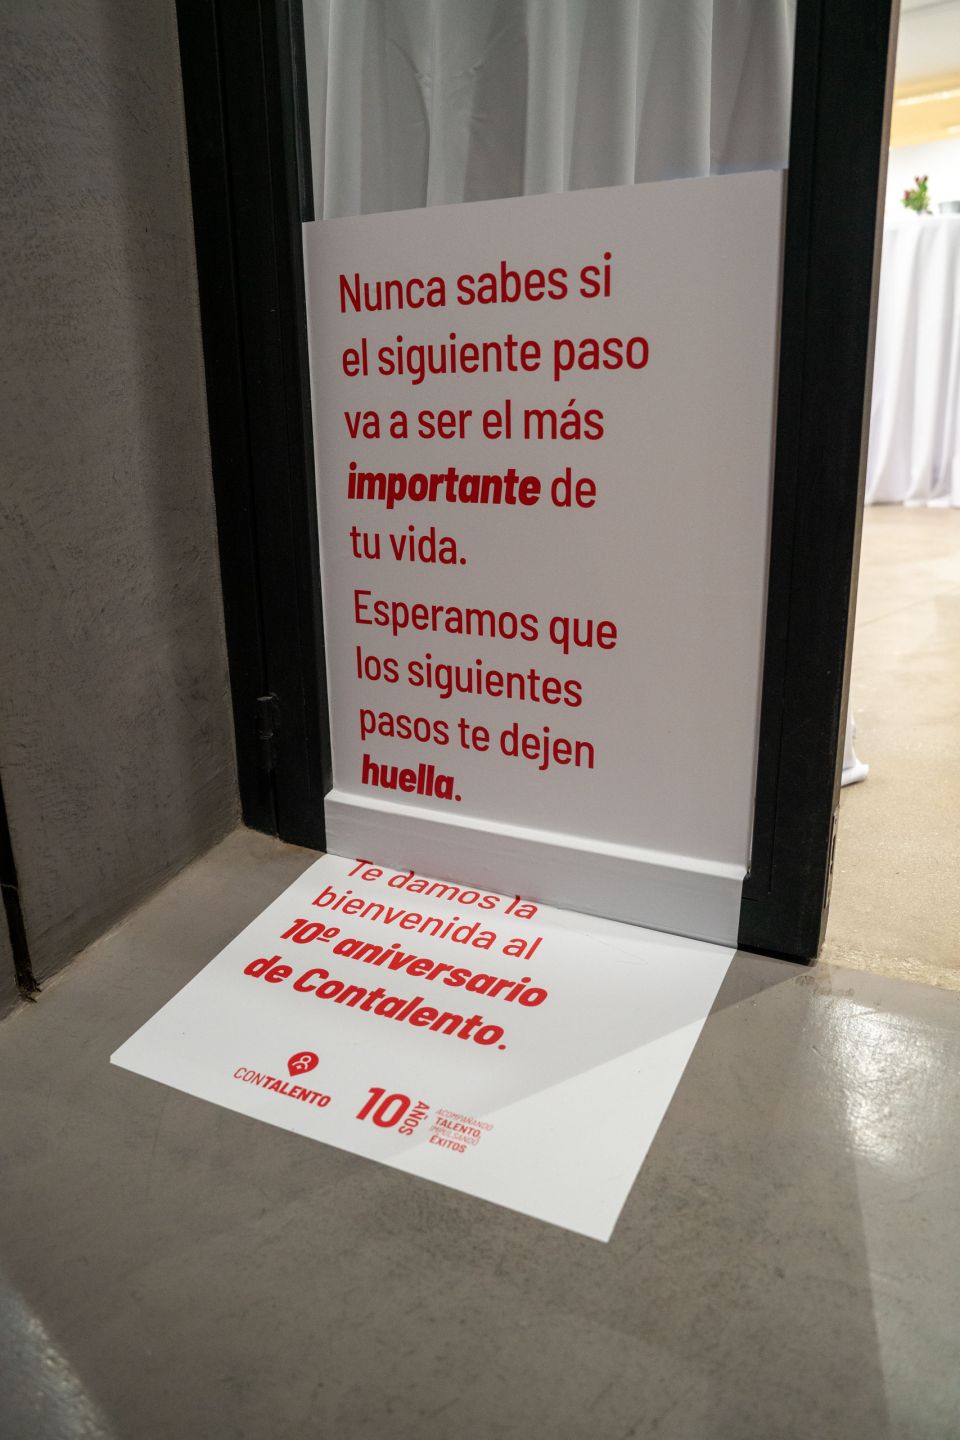 Nunca sabes si
el siguiente paso
va a ser el más
importante de
tu vida.
Esperamos que
los siguientes
pasos te dejen
huella.
Te damos la
bienvenida al
10º aniversario
de Contalento.
CONTALENTO
10 AÑOS
ACOMPAÑANDO
TALENTO,
IMPULSANDO
ÉXITOS